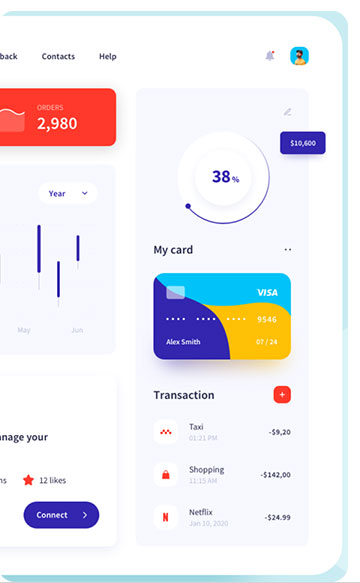 back Contacts Help
ORDERS
2,980
$10,600
38 %
Year
My card
VISA
9546
Alex Smith 07 / 24
May Jun
Transaction +
Taxi -$9,20
01:21 PM
Shopping -$142,00
11:15 AM
Netflix -$24.99
Jan 10, 2020
N
anage your
ns 12 likes
Connect